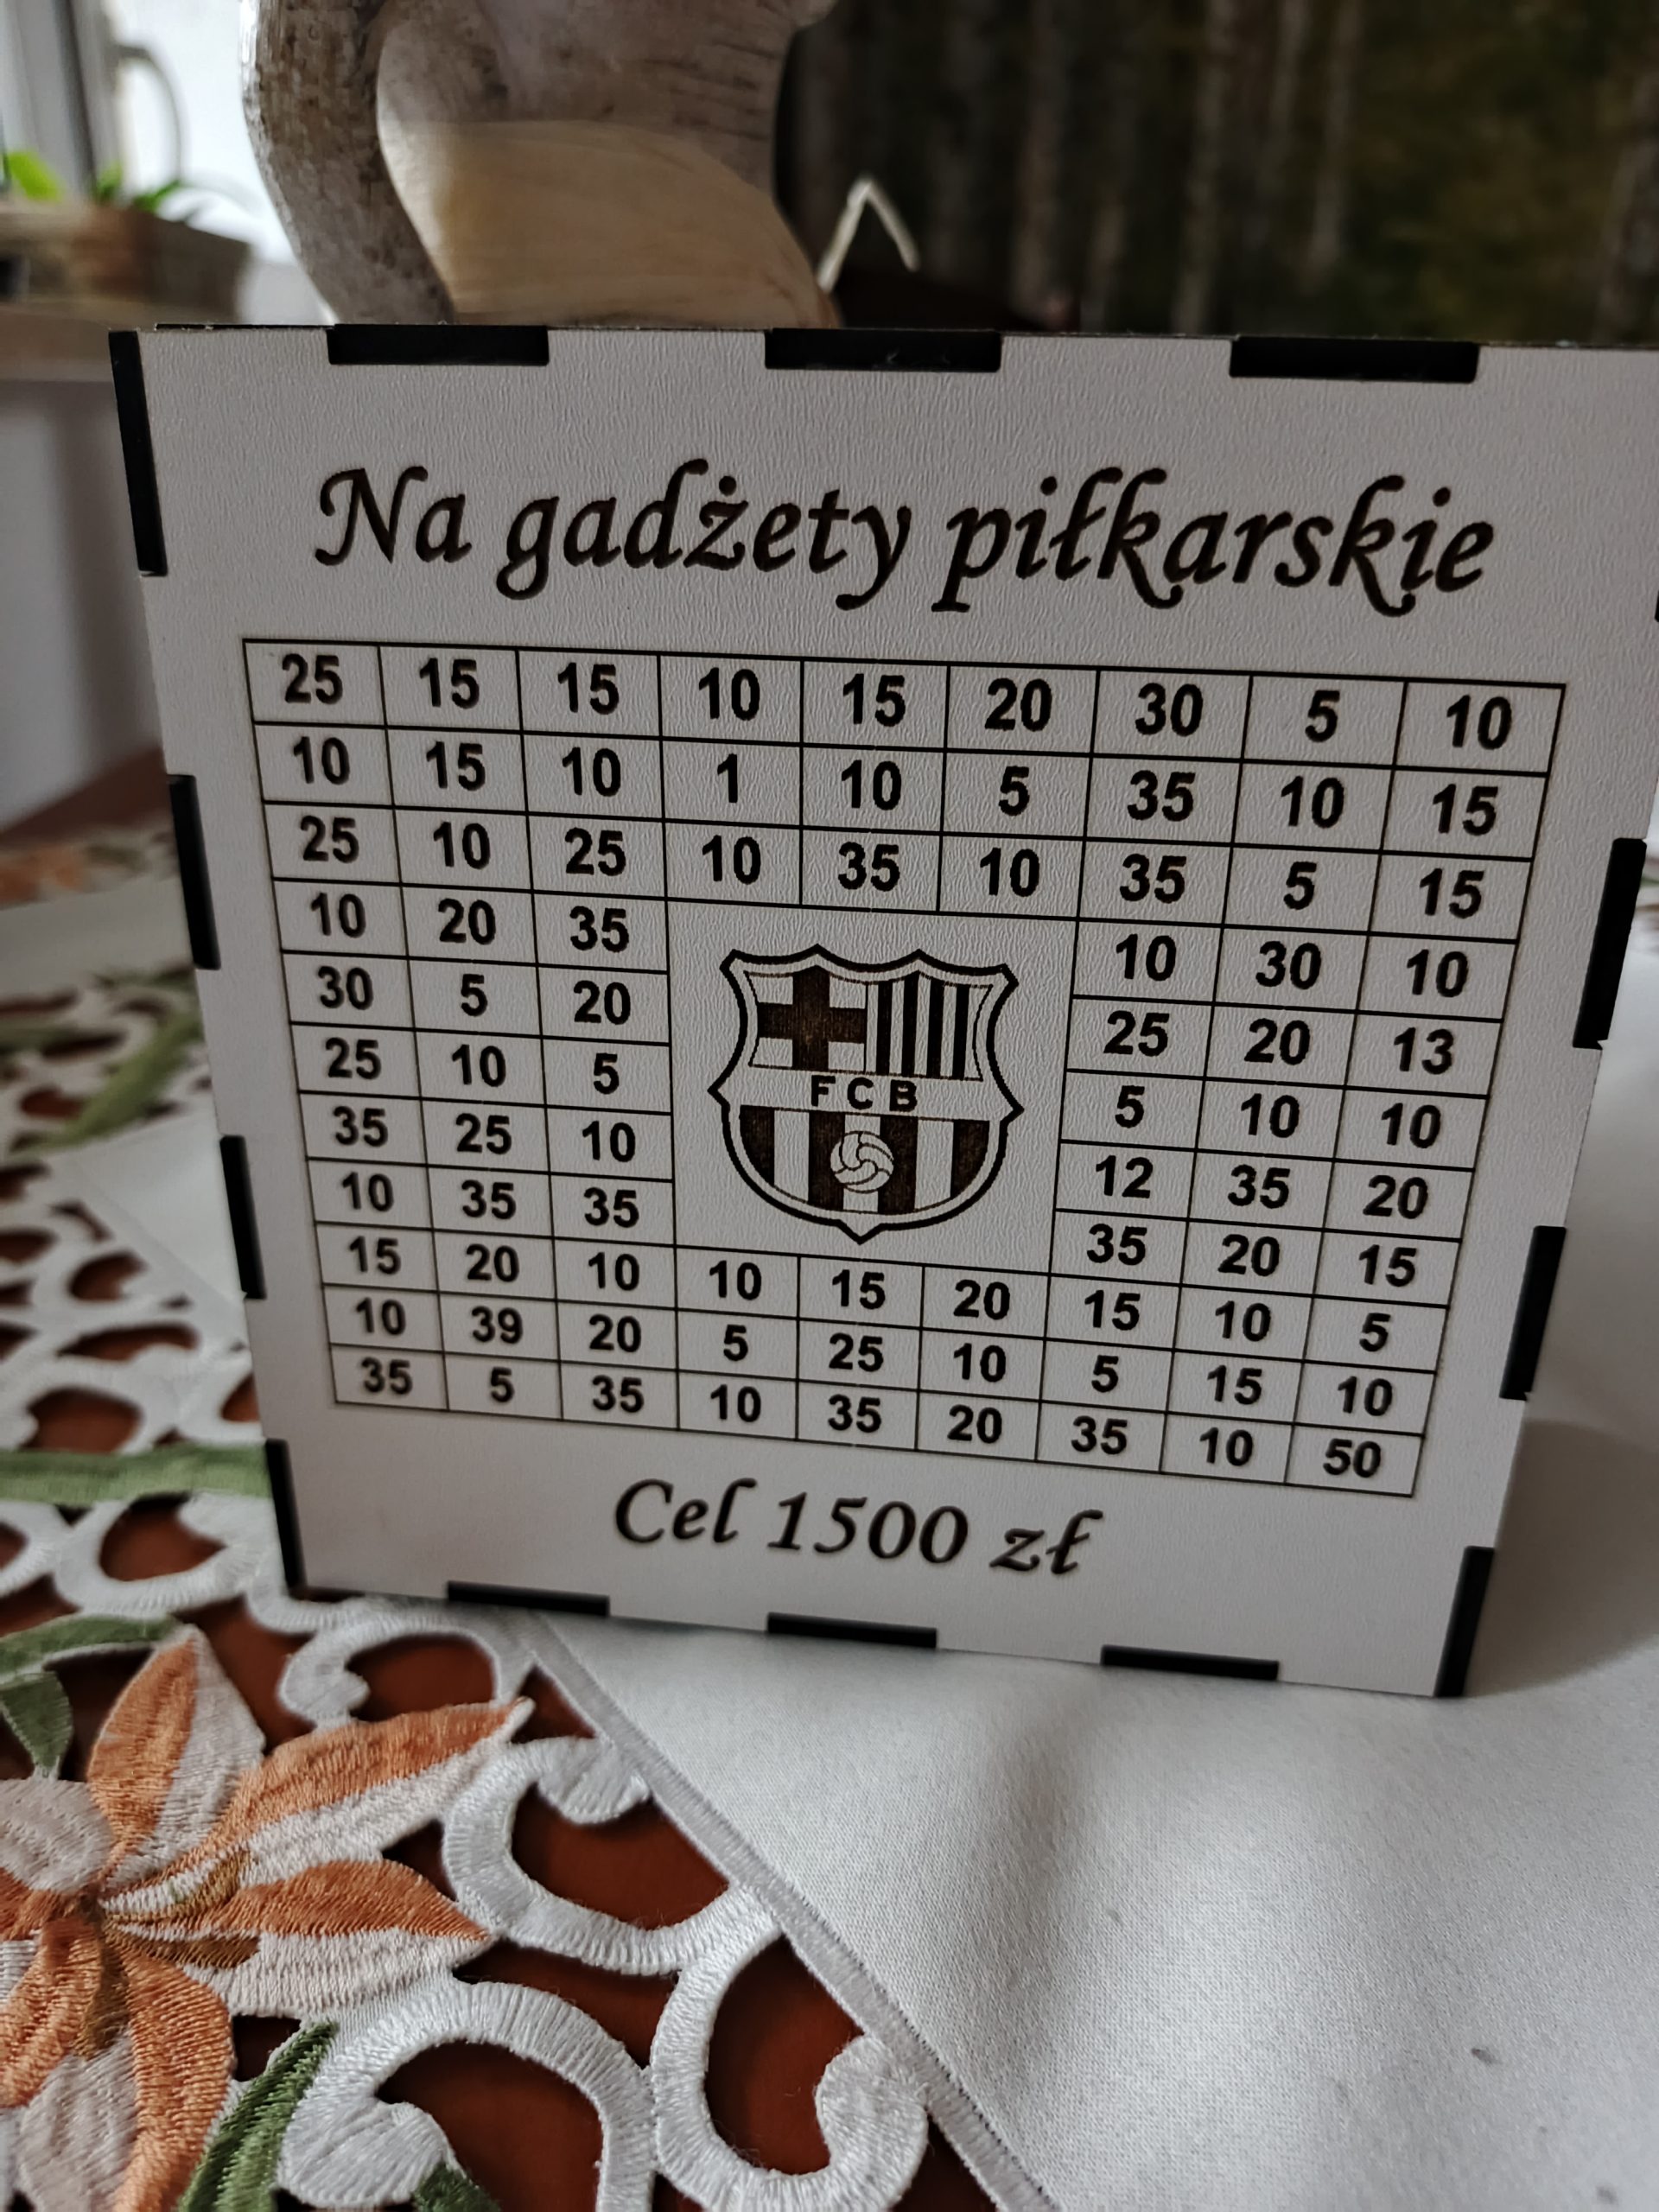 Na gadżety piłkarskie
25 15 15 10 15 20 30 5 10
10 15 10 1 10 5 35 10 15
25 10 25 10 35 10 35 5 15
10 20 35 10 30 10
30 5 20 25 20 13
25 10 5 5 10 10
35 25 10 12 35 20
10 35 35 35 20 15
FCB
15 20 10 10 15 20 15 10 5
10 39 20 5 25 10 5 15 10
35 5 35 10 35 20 35 10 50
Cel 1500 zł